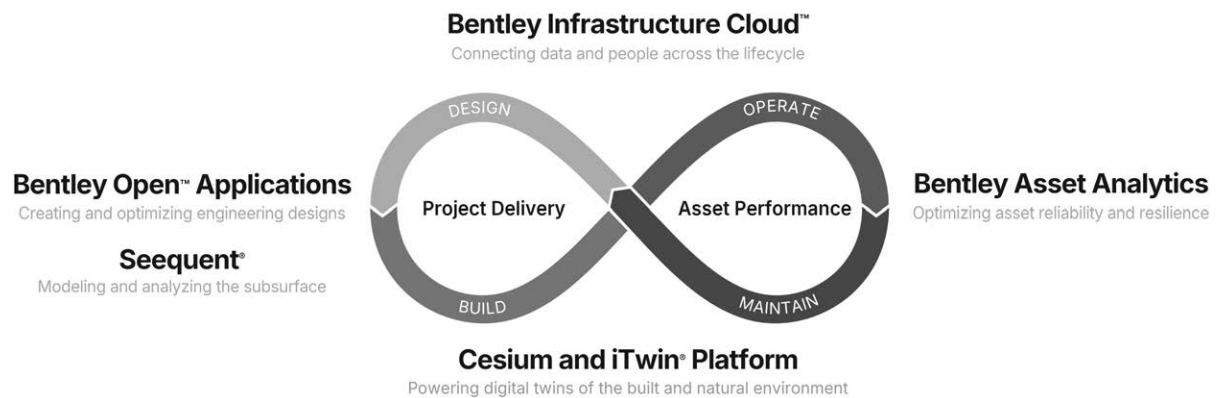 Bentley Infrastructure Cloud™
Connecting data and people across the lifecycle
DESIGN
OPERATE
Bentley Open™ Applications
Creating and optimizing engineering designs
Project Delivery
Asset Performance
Bentley Asset Analytics
Optimizing asset reliability and resilience
Seequent®
Modeling and analyzing the subsurface
BUILD
MAINTAIN
Cesium and iTwin® Platform
Powering digital twins of the built and natural environment